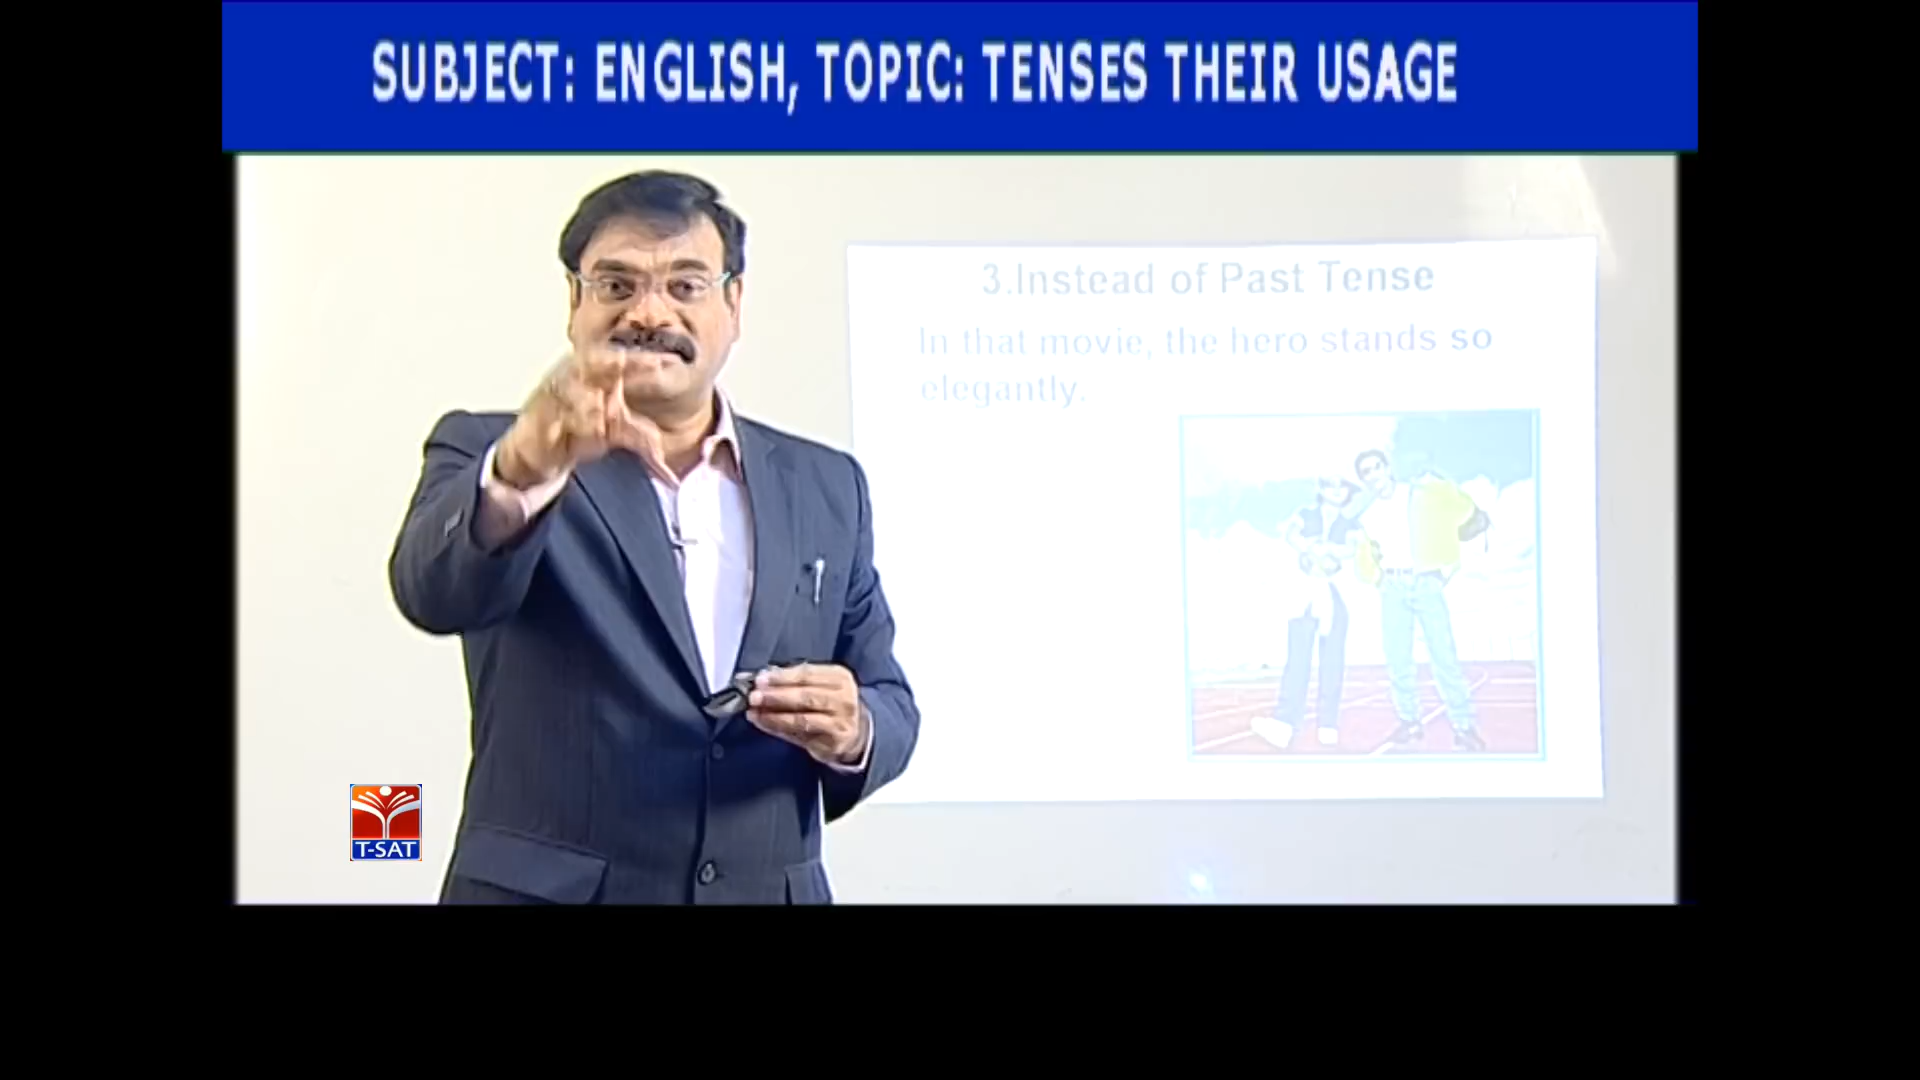 SUBJECT: ENGLISH, TOPIC: TENSES THEIR USAGE
3.Instead of Past Tense
In that movie, the hero stands so
elegantly.
T-SAT